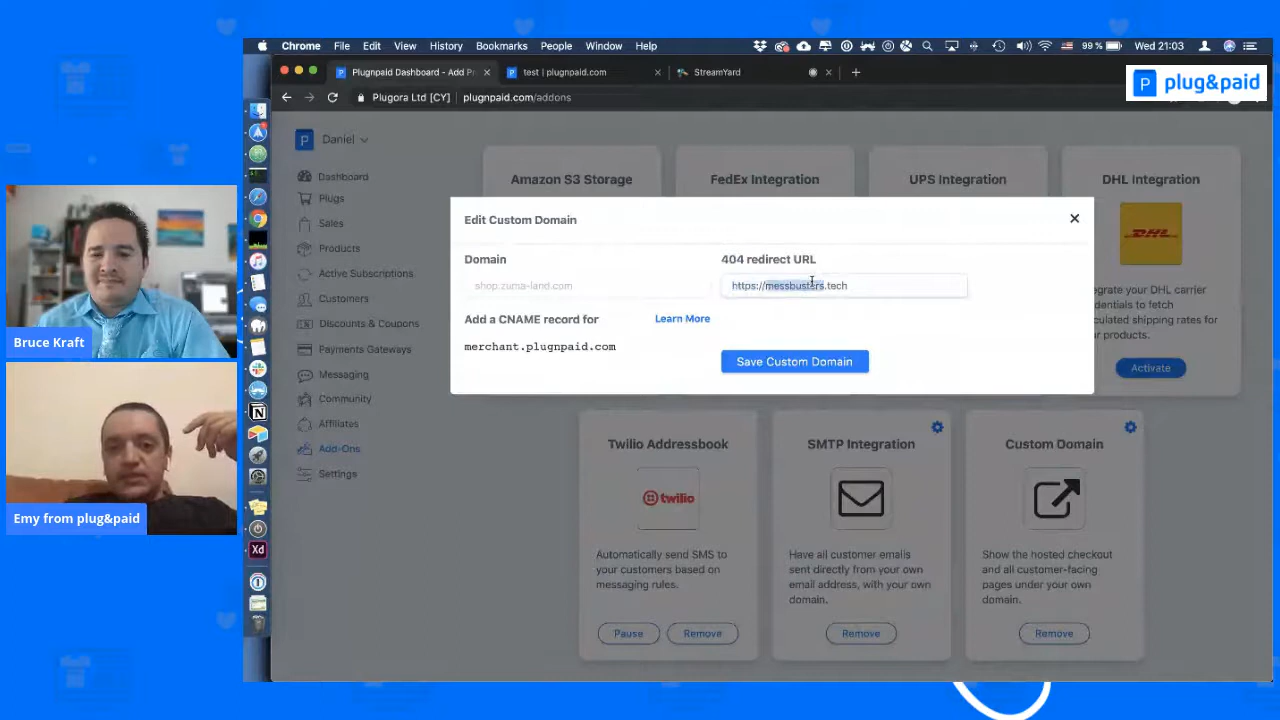 Chrome File Edit View History Bookmarks People Window Help
99 % Wed 21:03
Plugnpaid Dashboard - Add Pr
test | plugnpaid.com
StreamYard
plug&paid
Plugora Ltd [CY] plugnpaid.com/addons
Daniel
Dashboard
Plugs
Sales
Products
Active Subscriptions
Customers
Discounts & Coupons
Payments Gateways
Messaging
Community
Affiliates
Add-Ons
Settings
Amazon S3 Storage
FedEx Integration
UPS Integration
DHL Integration
DHL
egrate your DHL carrier
dentials to fetch
culated shipping rates for
r products.
Activate
Edit Custom Domain
Domain
shop.zuma-land.com
404 redirect URL
https://messbusters.tech
Add a CNAME record for
Learn More
merchant.plugnpaid.com
Save Custom Domain
Twilio Addressbook
twilio
Automatically send SMS to
your customers based on
messaging rules.
Pause Remove
SMTP Integration
Have all customer emails
sent directly from your own
email address, with your own
domain.
Remove
Custom Domain
Show the hosted checkout
and all customer-facing
pages under your own
domain.
Remove
Bruce Kraft
Emy from plug&paid
Xd